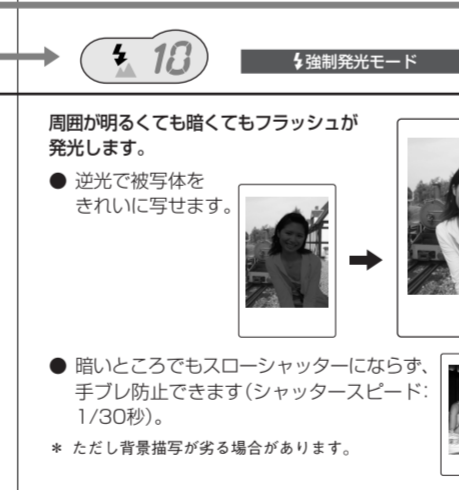 10
強制発光モード
周囲が明るくても暗くてもフラッシュが
発光します。
● 逆光で被写体を
きれいに写せます。
● 暗いところでもスローシャッターにならず、
手ブレ防止できます(シャッタースピード:
1/30秒)。
* ただし背景描写が劣る場合があります。